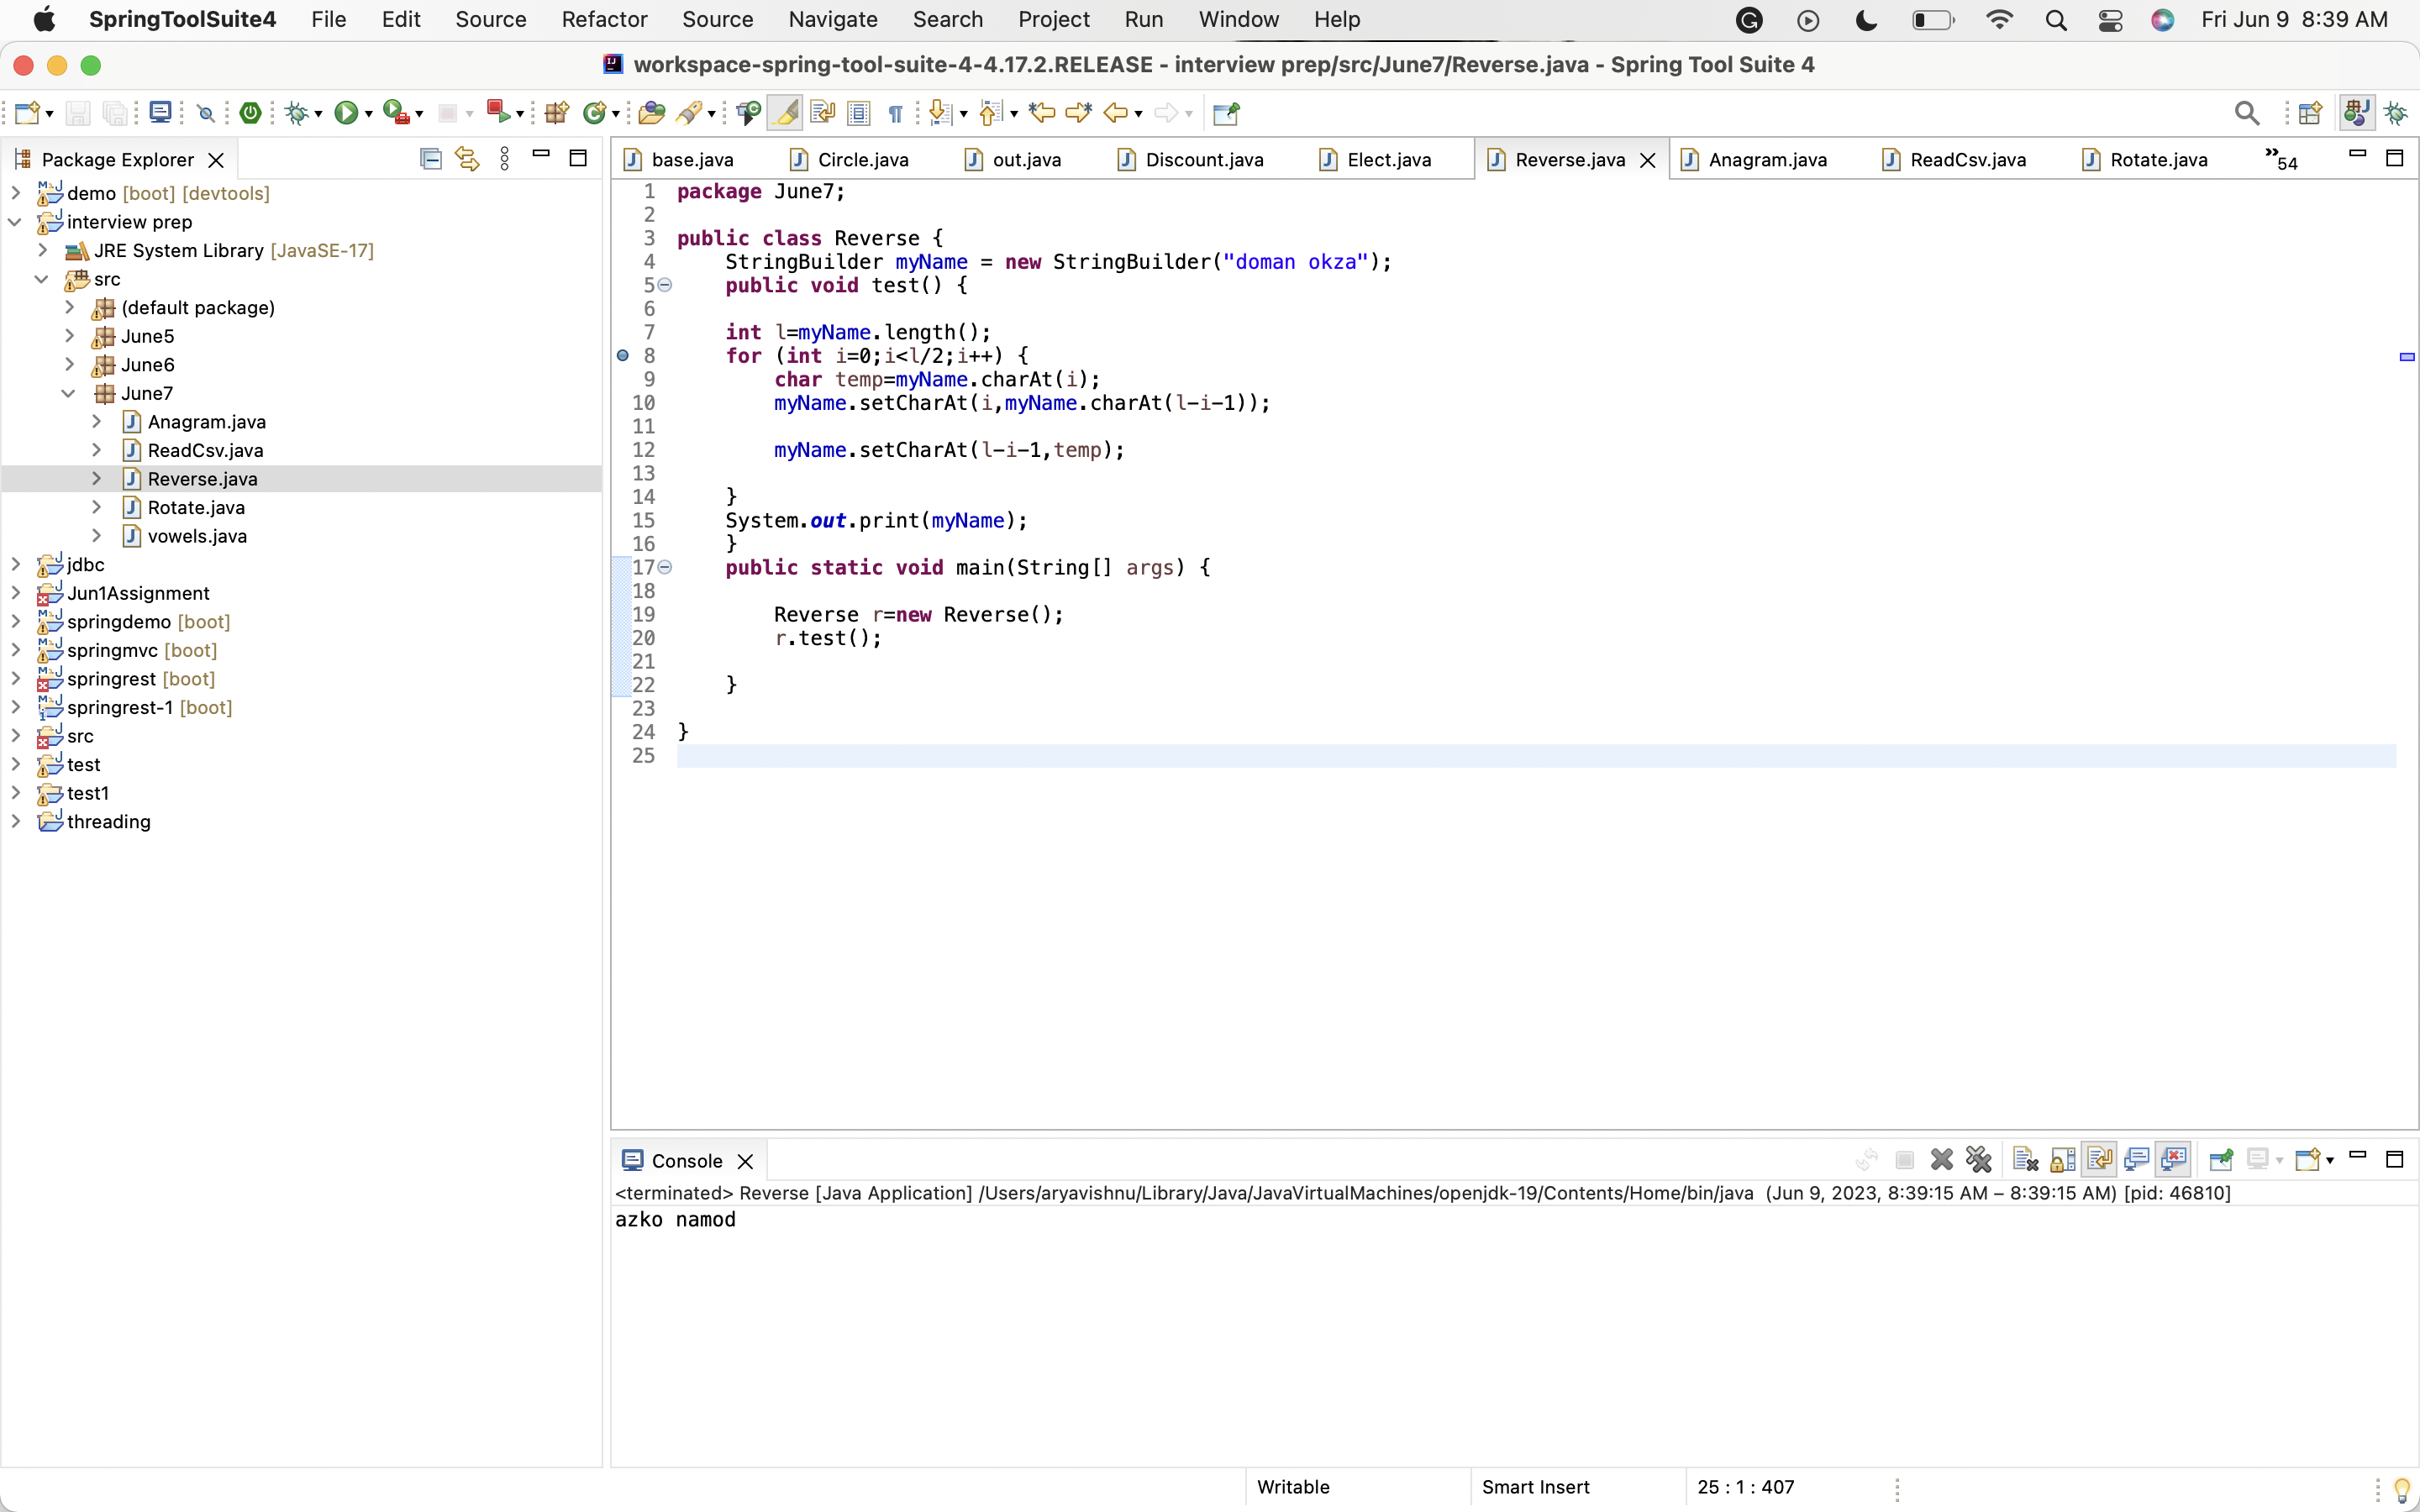 SpringToolSuite4 File Edit Source Refactor Source Navigate Search Project Run Window Help Fri Jun 9 8:39 AM
workspace-spring-tool-suite-4-4.17.2.RELEASE - interview prep/src/June7/Reverse.java - Spring Tool Suite 4
Package Explorer
demo [boot] [devtools]
interview prep
JRE System Library [JavaSE-17]
src
(default package)
June5
June6
June7
Anagram.java
ReadCsv.java
Reverse.java
Rotate.java
vowels.java
jdbc
Jun1Assignment
springdemo [boot]
springmvc [boot]
springrest [boot]
springrest-1 [boot]
src
test
test1
threading
base.java Circle.java out.java Discount.java Elect.java Reverse.java Anagram.java ReadCsv.java Rotate.java »54
1 package June7;
2
3 public class Reverse {
4 StringBuilder myName = new StringBuilder("doman okza");
5 public void test() {
6
7 int l=myName.length();
8 for (int i=0;i<l/2;i++) {
9 char temp=myName.charAt(i);
10 myName.setCharAt(i,myName.charAt(l-i-1));
11
12 myName.setCharAt(l-i-1,temp);
13
14 }
15 System.out.print(myName);
16 }
17 public static void main(String[] args) {
18
19 Reverse r=new Reverse();
20 r.test();
21
22 }
23
24 }
25
Console
<terminated> Reverse [Java Application] /Users/aryavishnu/Library/Java/JavaVirtualMachines/openjdk-19/Contents/Home/bin/java (Jun 9, 2023, 8:39:15 AM – 8:39:15 AM) [pid: 46810]
azko namod
Writable Smart Insert 25 : 1 : 407